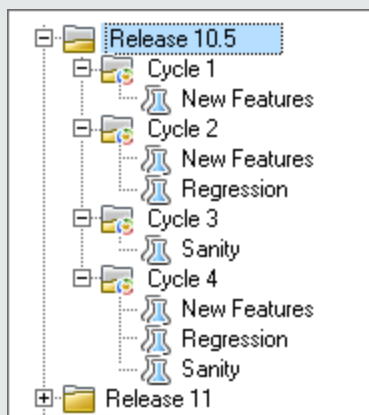 Release 10.5
Cycle 1
New Features
Cycle 2
New Features
Regression
Cycle 3
Sanity
Cycle 4
New Features
Regression
Sanity
Release 11